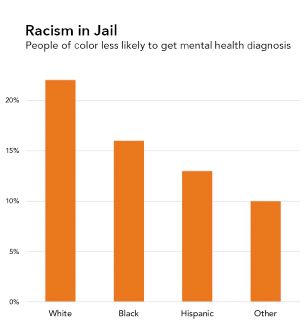 Racism in Jail
People of color less likely to get mental health diagnosis
20%
15%
10%
5%
0%
White Black Hispanic Other